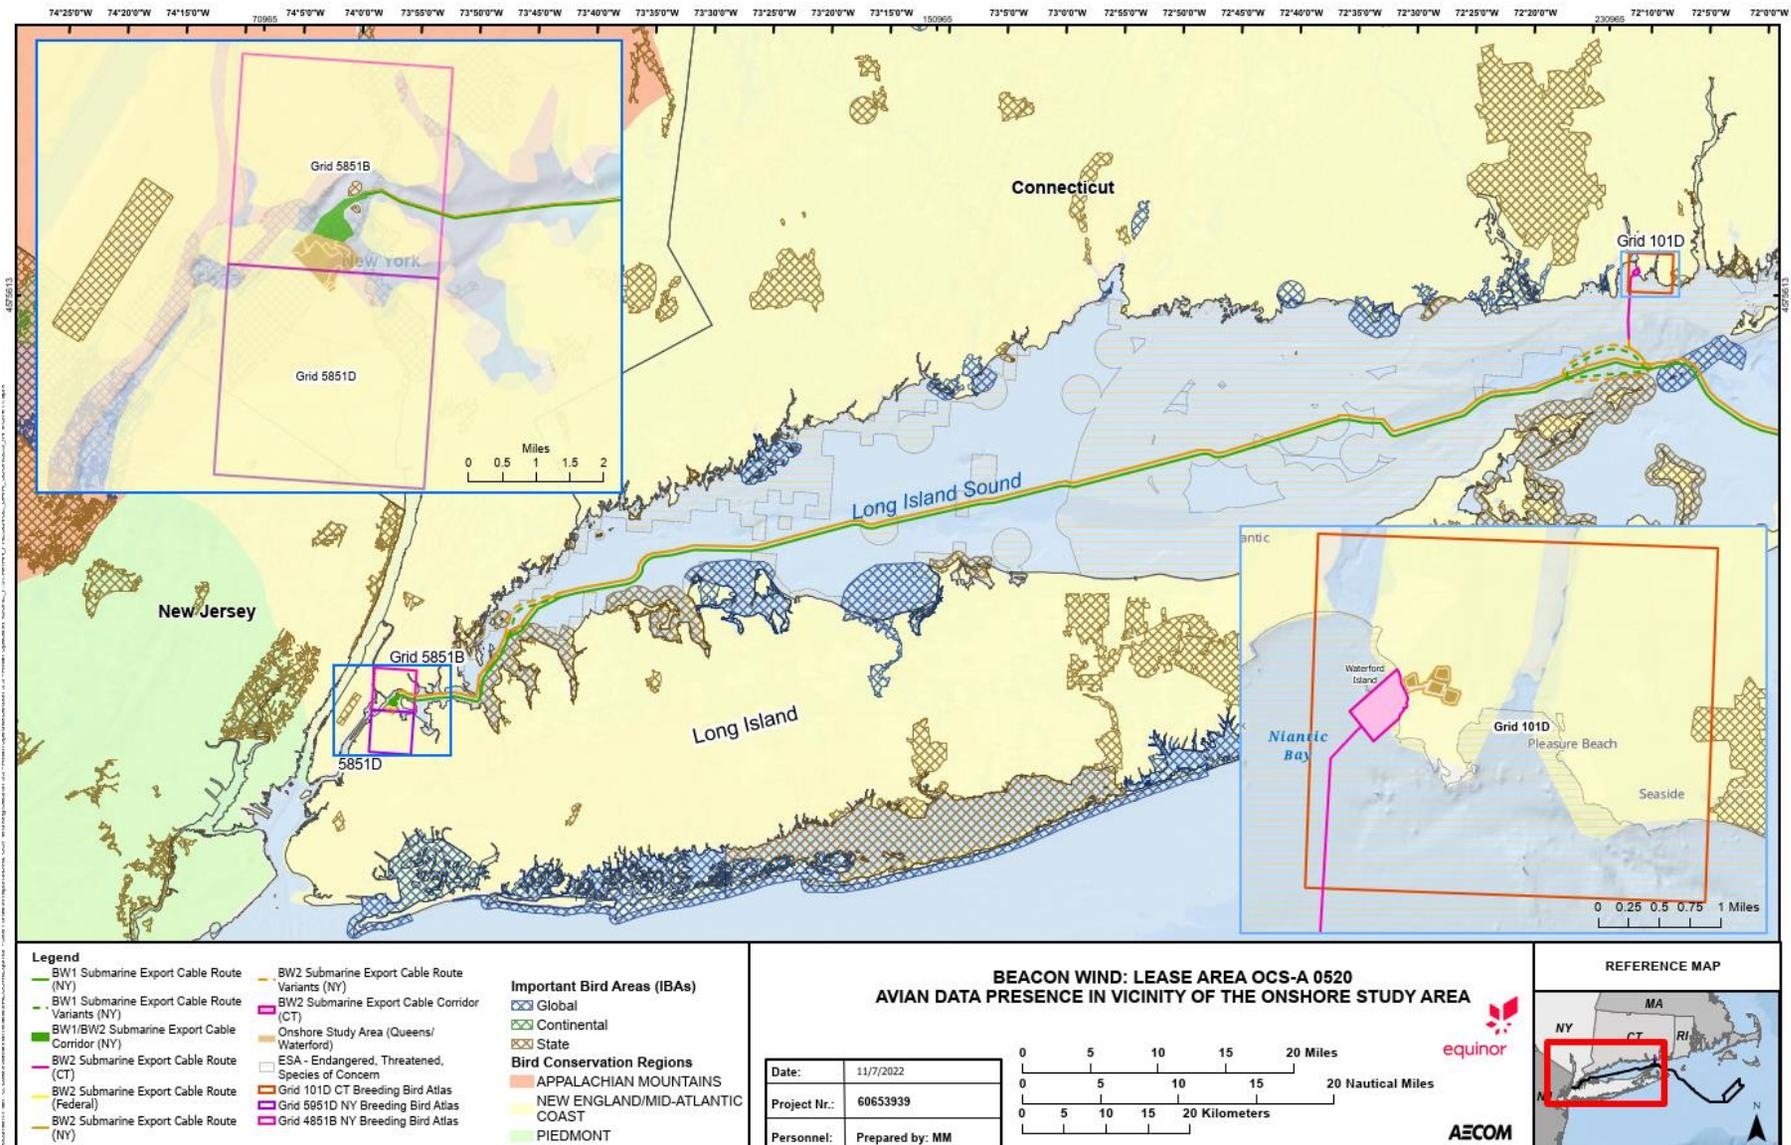 74°25'0"W 74°20'0"W 74°15'0"W 74°5'0"W 74°0'0"W 73°55'0"W 73°50'0"W 73°40'0"W 73°35'0"W 73°30'0"W 73°20'0"W 73°15'0"W 73°5'0"W 73°0'0"W 72°55'0"W 72°50'0"W 72°45'0"W 72°40'0"W 72°35'0"W 72°30'0"W 72°25'0"W 72°20'0"W 72°10'0"W 72°5'0"W 72°0'0"W
70965 150965 230965
4575613
4575613
Grid 5851B
New York
Grid 5851D
Miles
0 0.5 1 1.5 2
Connecticut
Grid 101D
Long Island Sound
New Jersey
Grid 5851B
5851D
Long Island
antic
Waterford
Island
Niantic
Bay
Grid 101D
Pleasure Beach
Seaside
0 0.25 0.5 0.75 1 Miles
Legend
BW1 Submarine Export Cable Route
(NY)
BW1 Submarine Export Cable Route
Variants (NY)
BW1/BW2 Submarine Export Cable
Corridor (NY)
BW2 Submarine Export Cable Route
(CT)
BW2 Submarine Export Cable Route
(Federal)
BW2 Submarine Export Cable Route
(NY)
BW2 Submarine Export Cable Route
Variants (NY)
BW2 Submarine Export Cable Corridor
(CT)
Onshore Study Area (Queens/
Waterford)
ESA - Endangered, Threatened,
Species of Concern
Grid 101D CT Breeding Bird Atlas
Grid 5951D NY Breeding Bird Atlas
Grid 4851B NY Breeding Bird Atlas
Important Bird Areas (IBAs)
Global
Continental
State
Bird Conservation Regions
APPALACHIAN MOUNTAINS
NEW ENGLAND/MID-ATLANTIC
COAST
PIEDMONT
BEACON WIND: LEASE AREA OCS-A 0520
AVIAN DATA PRESENCE IN VICINITY OF THE ONSHORE STUDY AREA
equinor
Date: 11/7/2022
Project Nr.: 60653939
Personnel: Prepared by: MM
0 5 10 15 20 Miles
0 5 10 15 20 Nautical Miles
0 5 10 15 20 Kilometers
AECOM
REFERENCE MAP
MA
NY
CT
RI
N